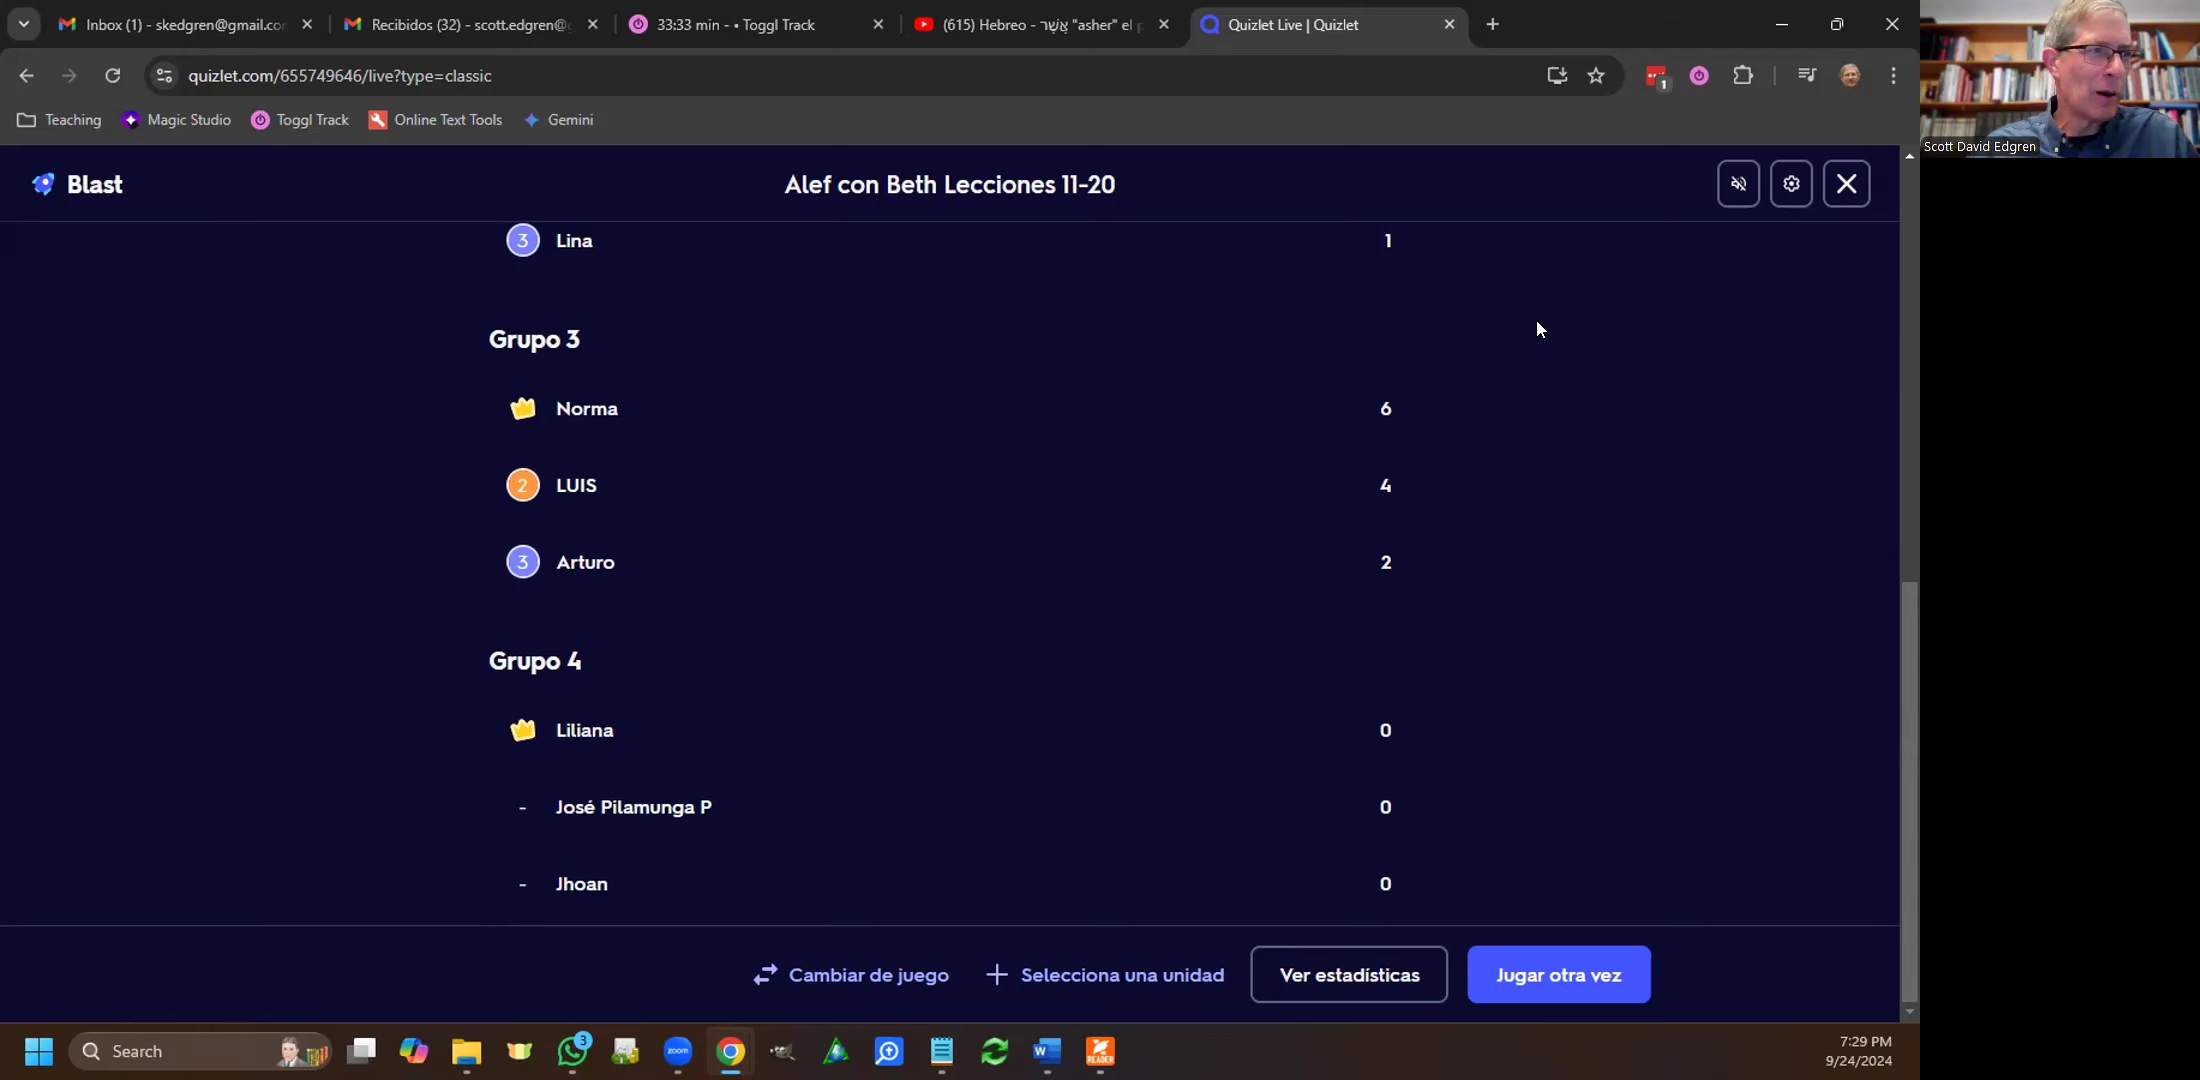 Inbox (1) - skedgren@gmail.co
Recibidos (32) - scott.edgren@
33:33 min - • Toggl Track
(615) Hebreo - אֲשֶׁר "asher" el p
Quizlet Live | Quizlet
quizlet.com/655749646/live?type=classic
1
Teaching
Magic Studio
Toggl Track
Online Text Tools
Gemini
Scott David Edgren
Blast
Alef con Beth Lecciones 11-20
3 Lina 1
Grupo 3
Norma 6
2 LUIS 4
3 Arturo 2
Grupo 4
Liliana 0
- José Pilamunga P 0
- Jhoan 0
Cambiar de juego
Selecciona una unidad
Ver estadísticas
Jugar otra vez
Search
3
zoom
W
READER
7:29 PM
9/24/2024